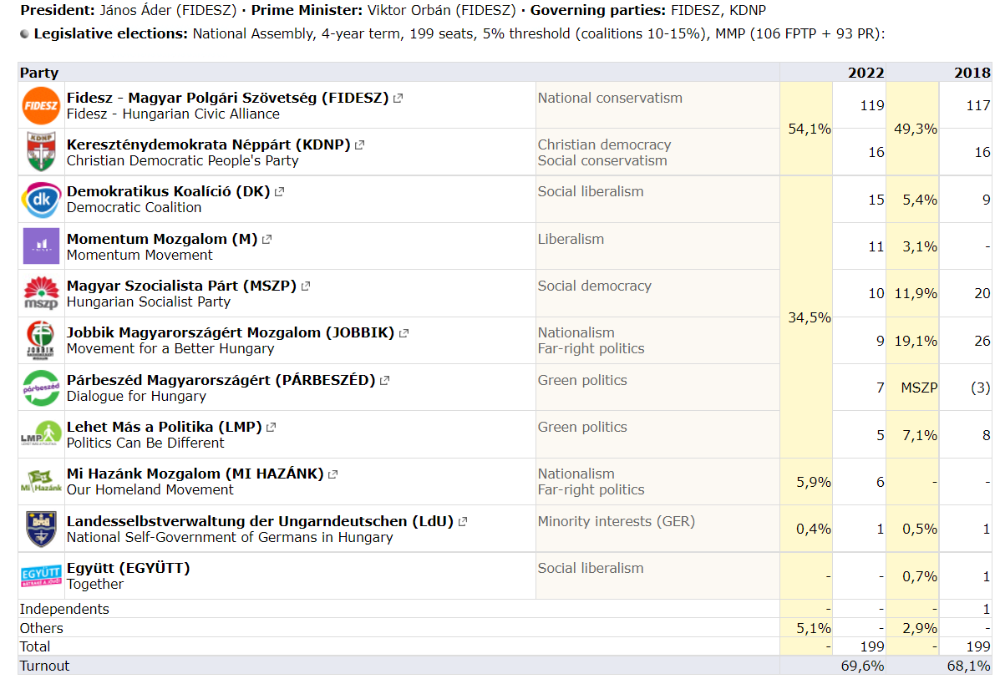 President: János Áder (FIDESZ) · Prime Minister: Viktor Orbán (FIDESZ) · Governing parties: FIDESZ, KDNP
Legislative elections: National Assembly, 4-year term, 199 seats, 5% threshold (coalitions 10-15%), MMP (106 FPTP + 93 PR):
Party 2022 2018
FIDESZ
Fidesz - Magyar Polgári Szövetség (FIDESZ)
Fidesz - Hungarian Civic Alliance
National conservatism
119 117
54,1% 49,3%
KDNP
Kereszténydemokrata Néppárt (KDNP)
Christian Democratic People's Party
Christian democracy
Social conservatism
16 16
dk
Demokratikus Koalíció (DK)
Democratic Coalition
Social liberalism
15 5,4% 9
Momentum Mozgalom (M)
Momentum Movement
Liberalism
11 3,1% -
mszp
Magyar Szocialista Párt (MSZP)
Hungarian Socialist Party
Social democracy
10 11,9% 20
34,5%
JOBBIK
Jobbik Magyarországért Mozgalom (JOBBIK)
Movement for a Better Hungary
Nationalism
Far-right politics
9 19,1% 26
párbeszéd
Párbeszéd Magyarországért (PÁRBESZÉD)
Dialogue for Hungary
Green politics
7 MSZP (3)
LMP
Lehet Más a Politika (LMP)
Politics Can Be Different
Green politics
5 7,1% 8
Mi Hazánk
Mi Hazánk Mozgalom (MI HAZÁNK)
Our Homeland Movement
Nationalism
Far-right politics
5,9% 6 - -
Landesselbstverwaltung der Ungarndeutschen (LdU)
National Self-Government of Germans in Hungary
Minority interests (GER)
0,4% 1 0,5% 1
EGYÜTT
Együtt (EGYÜTT)
Together
Social liberalism
- - 0,7% 1
Independents - - - 1
Others 5,1% - 2,9% -
Total - 199 - 199
Turnout 69,6% 68,1%